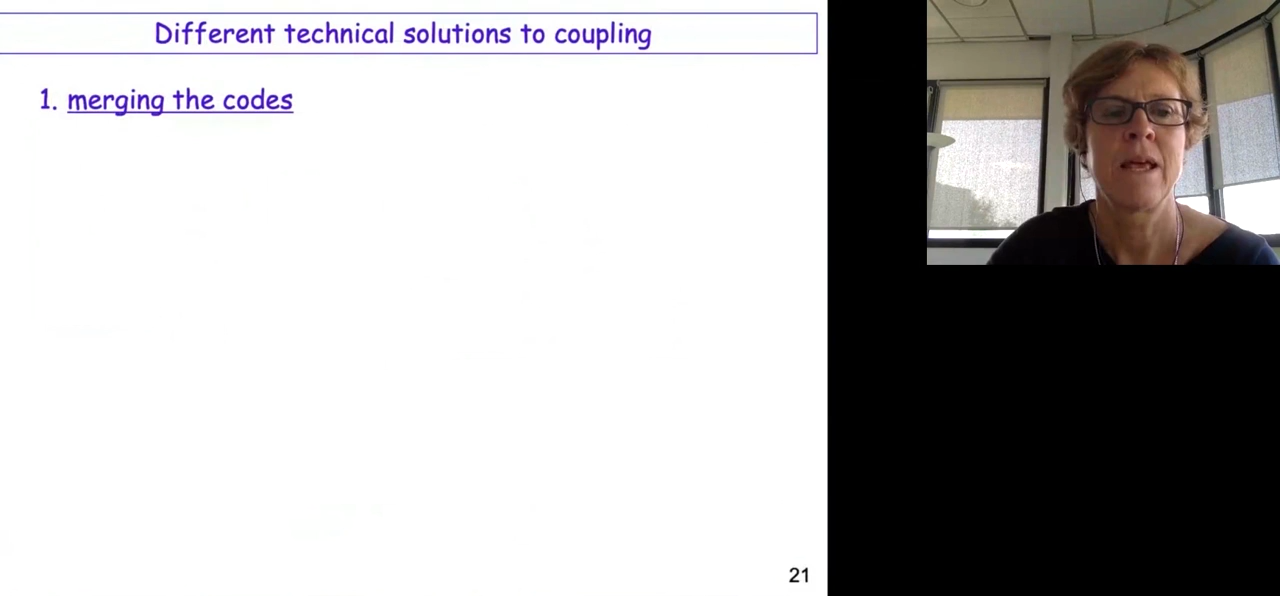 Different technical solutions to coupling
1. merging the codes
21